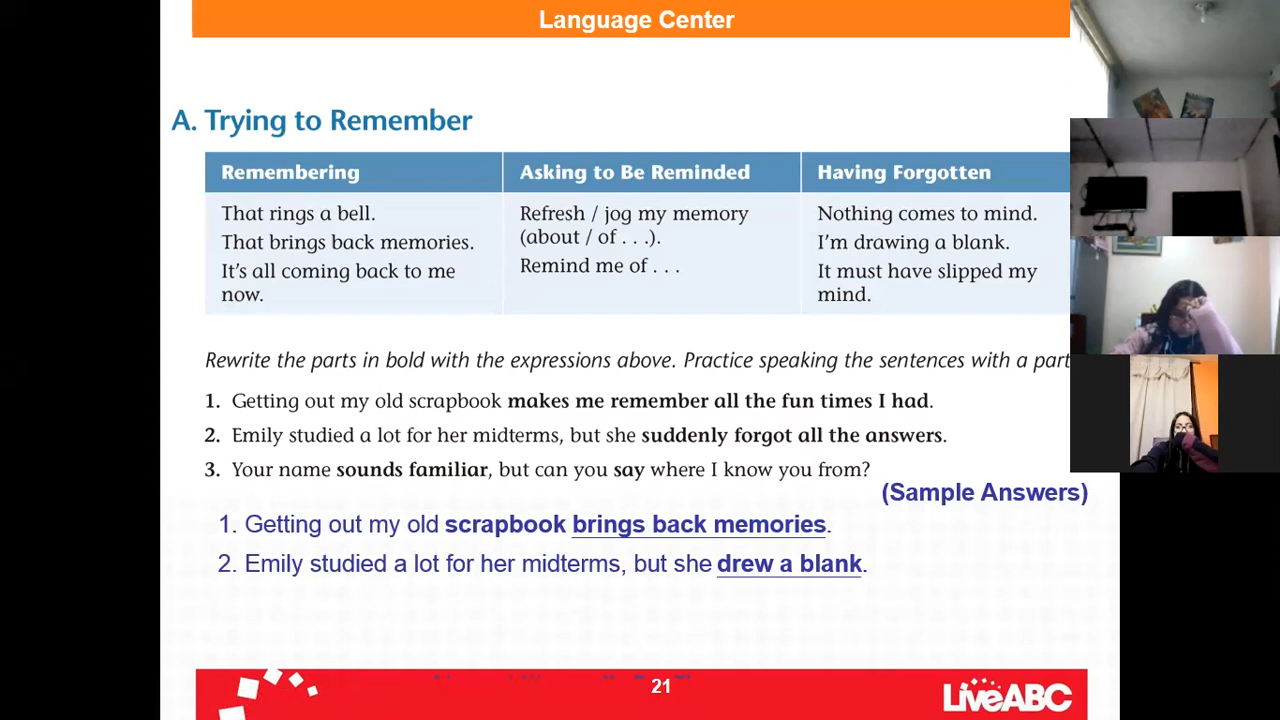 Language Center
A. Trying to Remember
Remembering
Asking to Be Reminded
Having Forgotten
That rings a bell.
That brings back memories.
It's all coming back to me
now.
Refresh / jog my memory
(about / of . . .).
Remind me of . . .
Nothing comes to mind.
I'm drawing a blank.
It must have slipped my
mind.
Rewrite the parts in bold with the expressions above. Practice speaking the sentences with a part
1. Getting out my old scrapbook makes me remember all the fun times I had.
2. Emily studied a lot for her midterms, but she suddenly forgot all the answers.
3. Your name sounds familiar, but can you say where I know you from?
(Sample Answers)
1. Getting out my old scrapbook brings back memories.
2. Emily studied a lot for her midterms, but she drew a blank.
21
LiveABC